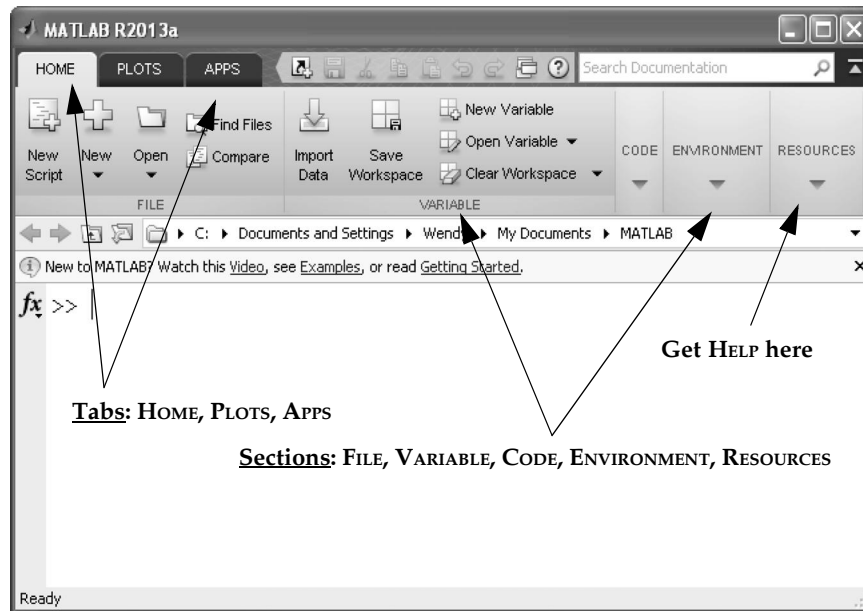 MATLAB R2013a
HOME PLOTS APPS Search Documentation
New Script New Open Find Files Compare Import Data Save Workspace New Variable Open Variable Clear Workspace CODE ENVIRONMENT RESOURCES
FILE VARIABLE
C: Documents and Settings Wendy My Documents MATLAB
New to MATLAB? Watch this Video, see Examples, or read Getting Started.
fx >>
Get HELP here
Tabs: HOME, PLOTS, APPS
Sections: FILE, VARIABLE, CODE, ENVIRONMENT, RESOURCES
Ready